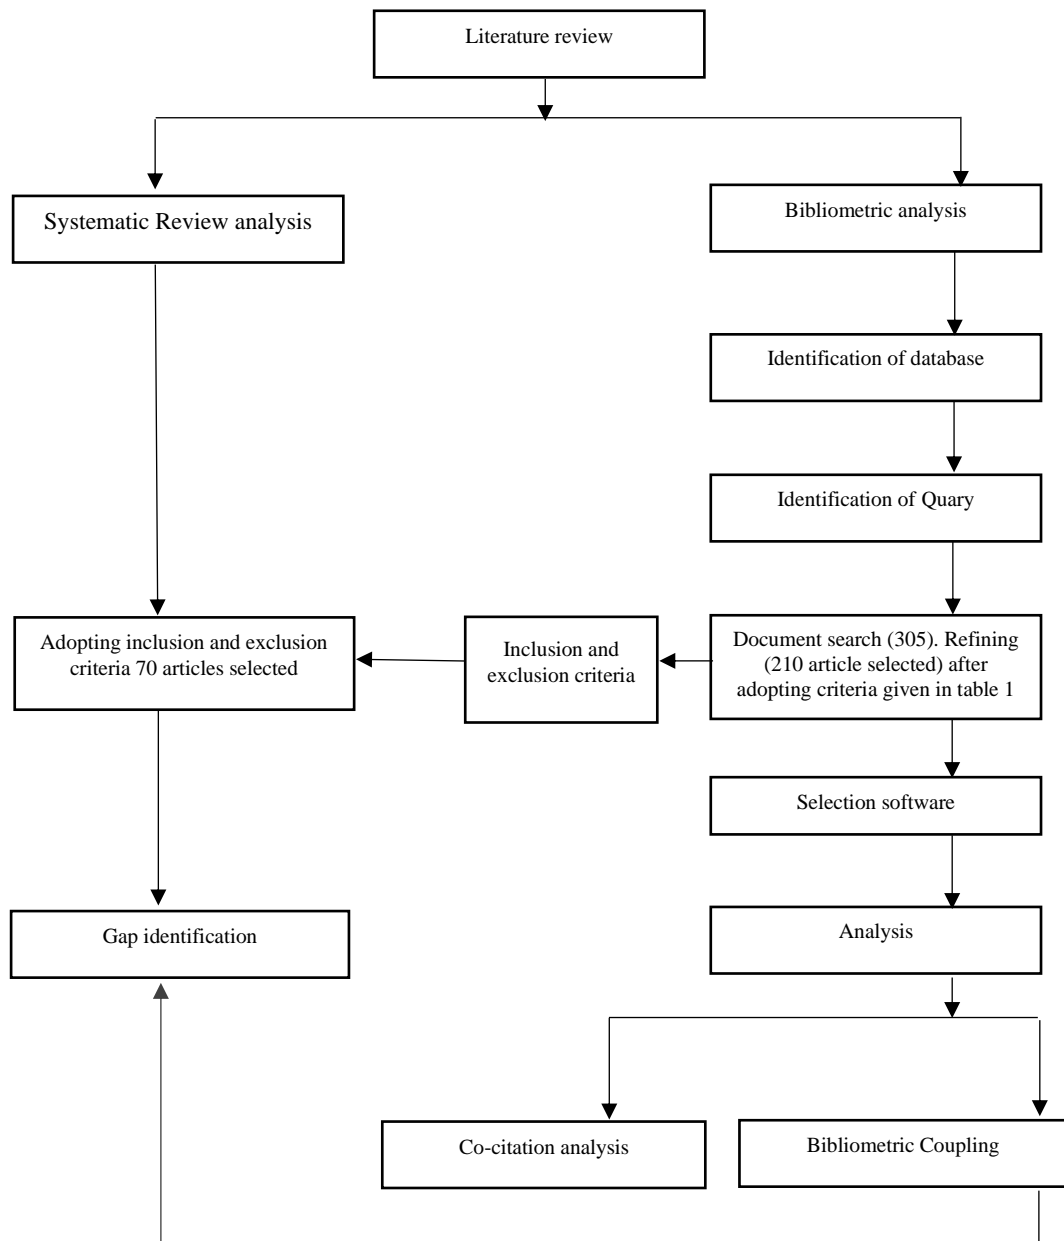 Literature review
Systematic Review analysis
Bibliometric analysis
Identification of database
Identification of Quary
Adopting inclusion and exclusion
criteria 70 articles selected
Inclusion and
exclusion criteria
Document search (305). Refining
(210 article selected) after
adopting criteria given in table 1
Selection software
Gap identification
Analysis
Co-citation analysis
Bibliometric Coupling